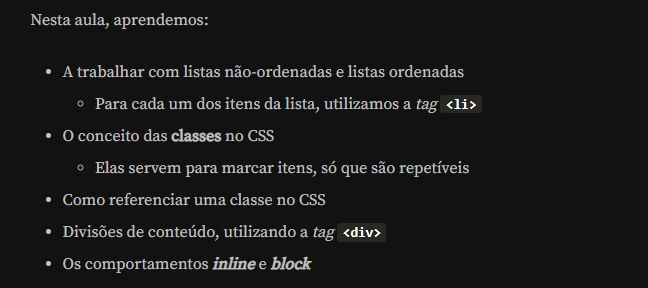 Nesta aula, aprendemos:
• A trabalhar com listas não-ordenadas e listas ordenadas
◦ Para cada um dos itens da lista, utilizamos a tag <li>
• O conceito das classes no CSS
◦ Elas servem para marcar itens, só que são repetíveis
• Como referenciar uma classe no CSS
• Divisões de conteúdo, utilizando a tag <div>
• Os comportamentos inline e block